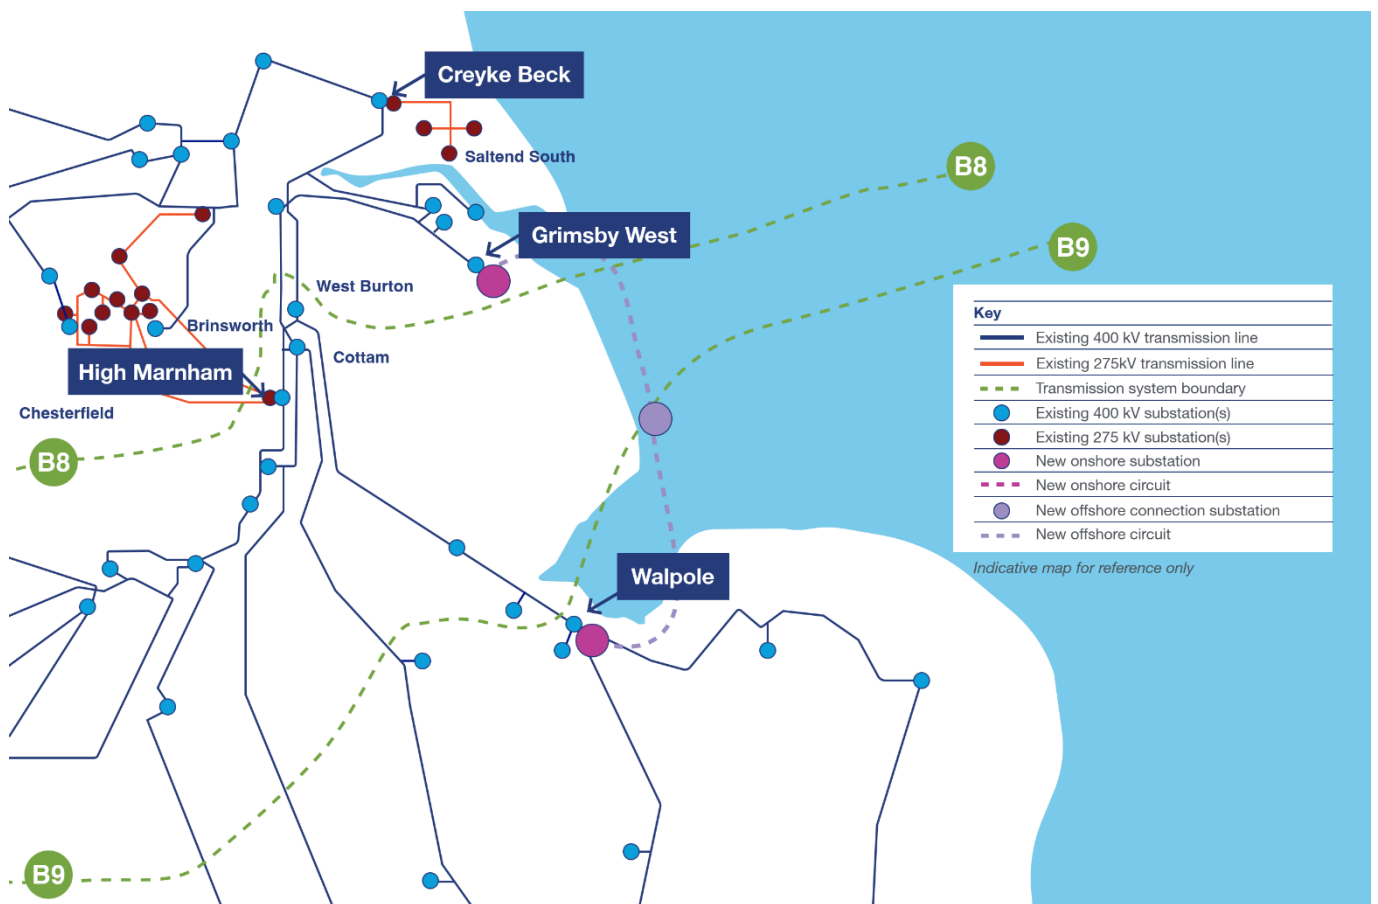 Creyke Beck
Saltend South
B8
Grimsby West
B9
West Burton
Brinsworth
Cottam
High Marnham
Chesterfield
B8
Key
Existing 400 kV transmission line
Existing 275kV transmission line
Transmission system boundary
Existing 400 kV substation(s)
Existing 275 kV substation(s)
New onshore substation
New onshore circuit
New offshore connection substation
New offshore circuit
Indicative map for reference only
Walpole
B9